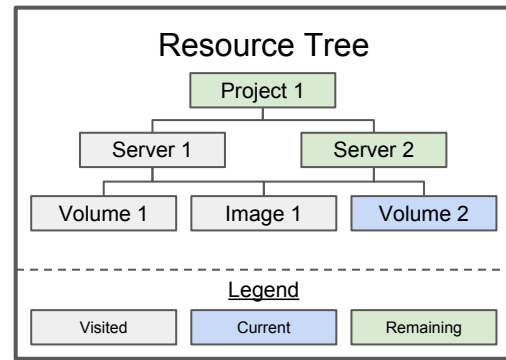 Resource Tree
Project 1
Server 1 Server 2
Volume 1 Image 1 Volume 2
Legend
Visited Current Remaining